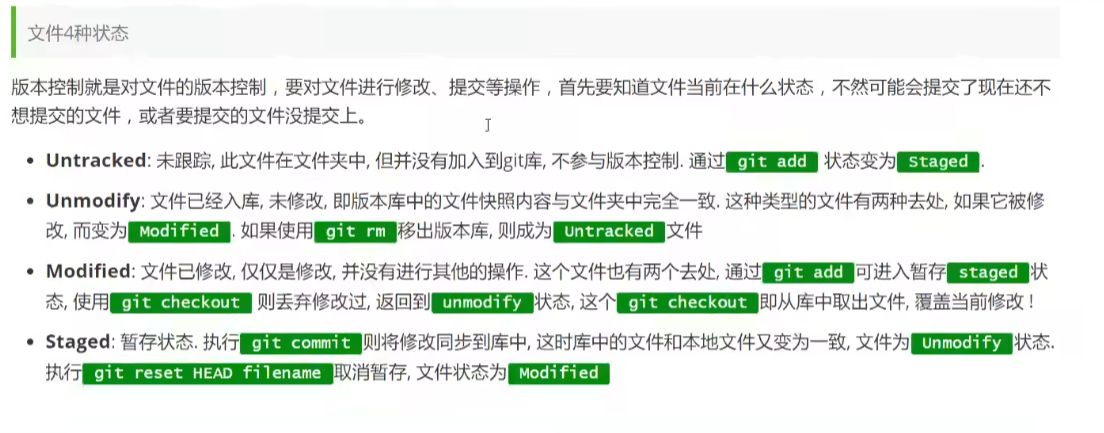 文件4种状态
版本控制就是对文件的版本控制，要对文件进行修改、提交等操作，首先要知道文件当前在什么状态，不然可能会提交了现在还不
想提交的文件，或者要提交的文件没提交上。
• Untracked: 未跟踪, 此文件在文件夹中, 但并没有加入到git库, 不参与版本控制. 通过 git add 状态变为 Staged .
• Unmodify: 文件已经入库, 未修改, 即版本库中的文件快照内容与文件夹中完全一致. 这种类型的文件有两种去处, 如果它被修
改, 而变为 Modified . 如果使用 git rm 移出版本库, 则成为 Untracked 文件
• Modified: 文件已修改, 仅仅是修改, 并没有进行其他的操作. 这个文件也有两个去处, 通过 git add 可进入暂存 staged 状
态, 使用 git checkout 则丢弃修改过, 返回到 unmodify 状态, 这个 git checkout 即从库中取出文件, 覆盖当前修改 !
• Staged: 暂存状态. 执行 git commit 则将修改同步到库中, 这时库中的文件和本地文件又变为一致, 文件为 Unmodify 状态.
执行 git reset HEAD filename 取消暂存, 文件状态为 Modified